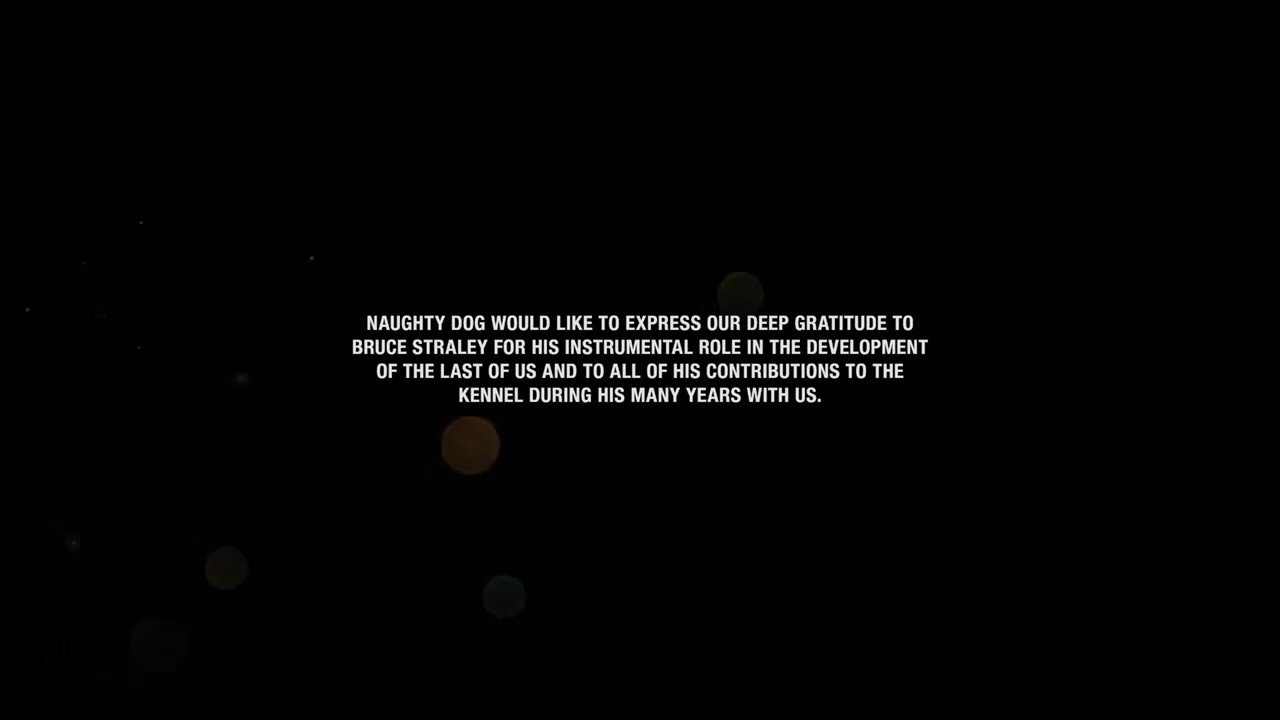 NAUGHTY DOG WOULD LIKE TO EXPRESS OUR DEEP GRATITUDE TO
BRUCE STRALEY FOR HIS INSTRUMENTAL ROLE IN THE DEVELOPMENT
OF THE LAST OF US AND TO ALL OF HIS CONTRIBUTIONS TO THE
KENNEL DURING HIS MANY YEARS WITH US.